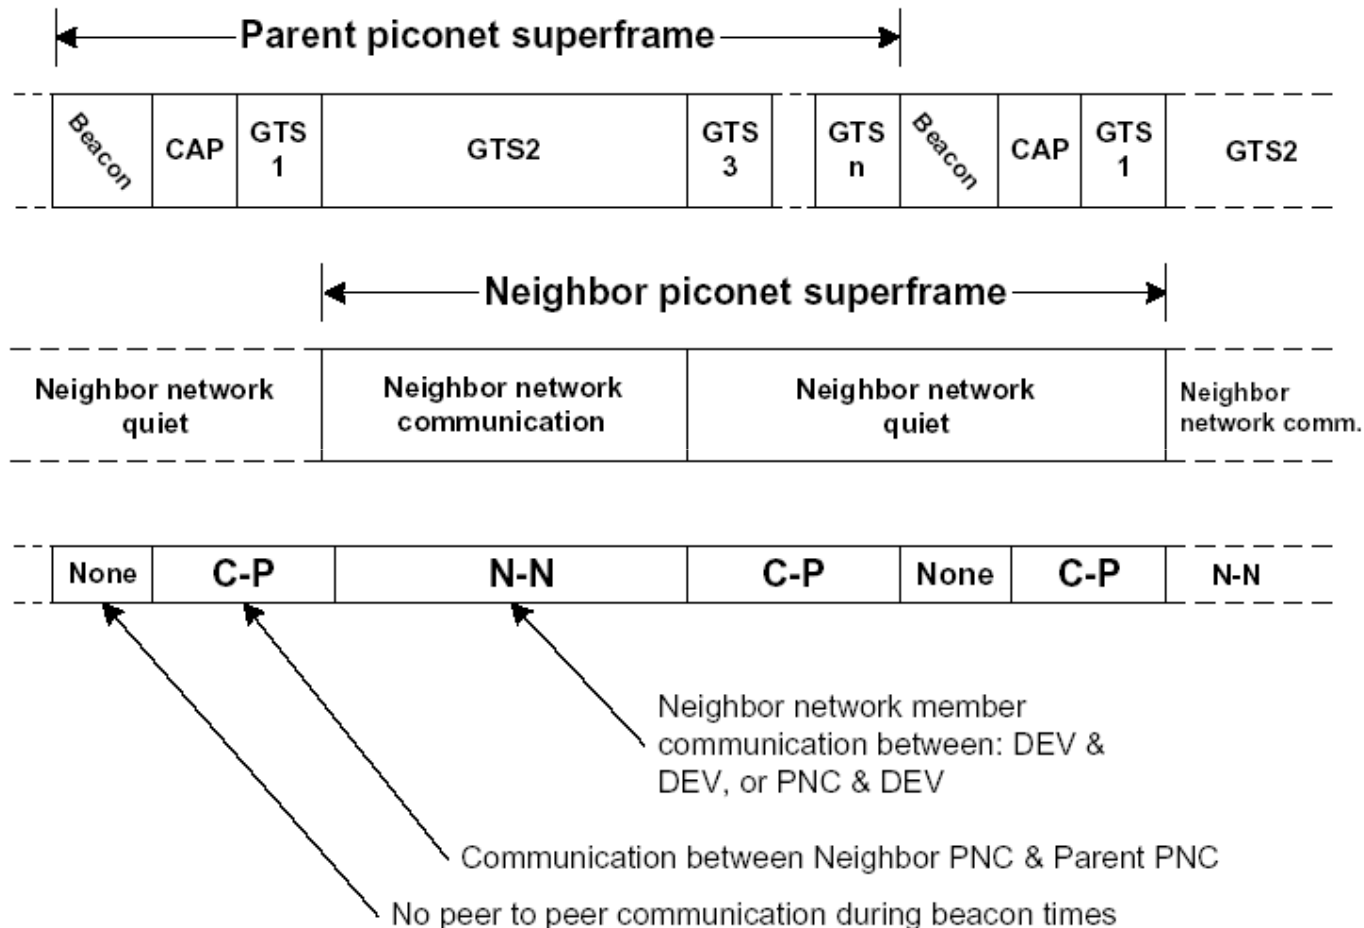 Parent piconet superframe
Beacon
CAP
GTS
1
GTS2
GTS
3
GTS
n
Beacon
CAP
GTS
1
GTS2
Neighbor piconet superframe
Neighbor network
quiet
Neighbor network
communication
Neighbor network
quiet
Neighbor
network comm.
None
C-P
N-N
C-P
None
C-P
N-N
Neighbor network member
communication between: DEV &
DEV, or PNC & DEV
Communication between Neighbor PNC & Parent PNC
No peer to peer communication during beacon times